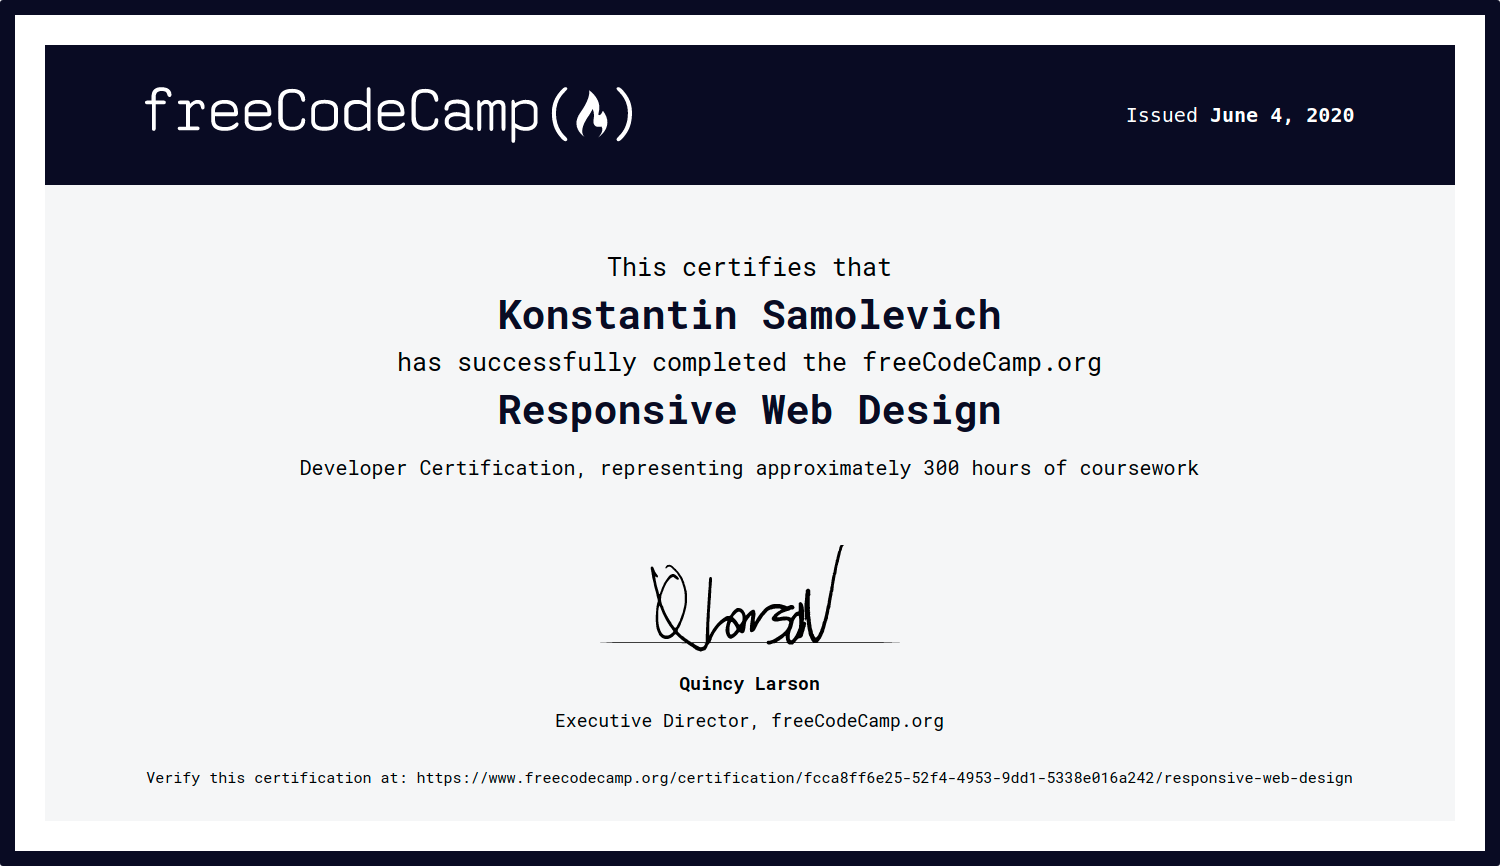 freeCodeCamp(🔥)
Issued June 4, 2020
This certifies that
Konstantin Samolevich
has successfully completed the freeCodeCamp.org
Responsive Web Design
Developer Certification, representing approximately 300 hours of coursework
Q Larson
Quincy Larson
Executive Director, freeCodeCamp.org
Verify this certification at: https://www.freecodecamp.org/certification/fcca8ff6e25-52f4-4953-9dd1-5338e016a242/responsive-web-design